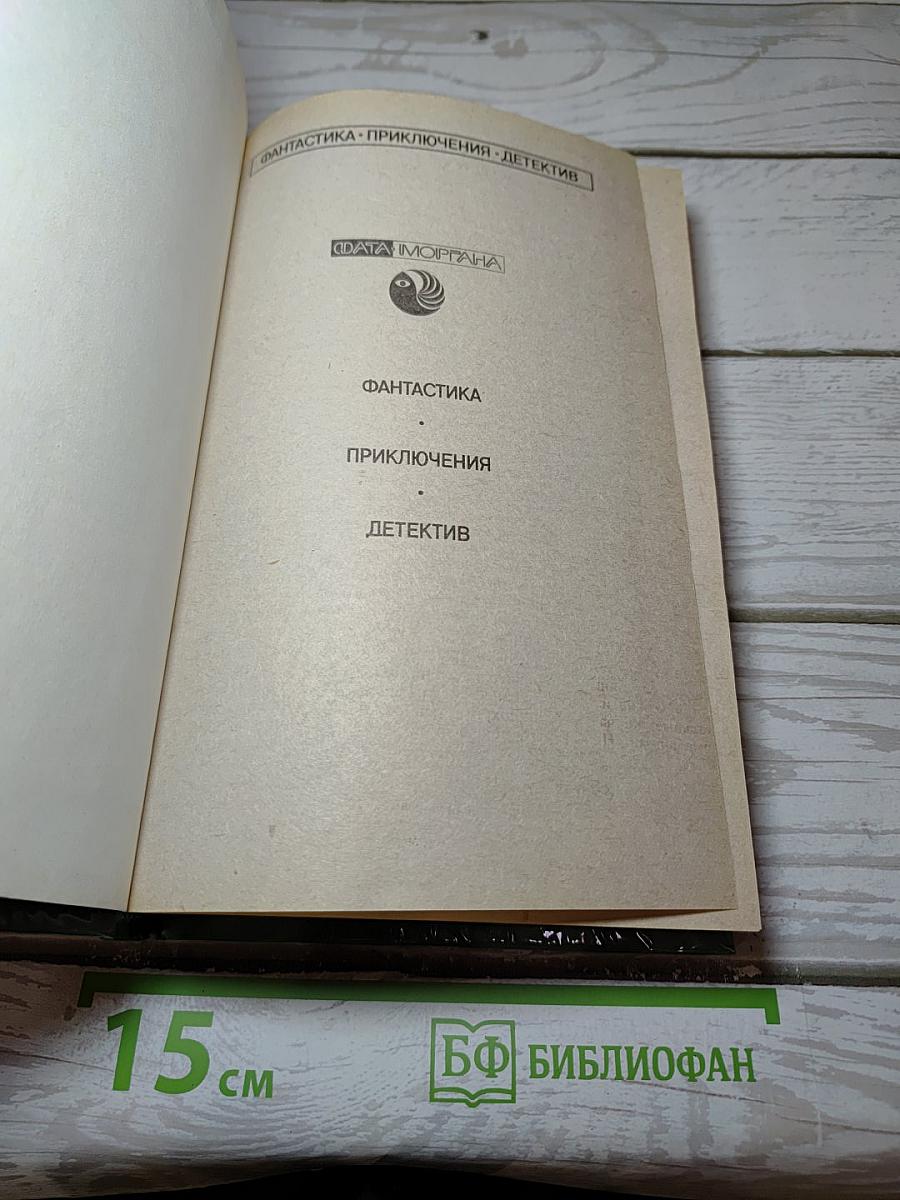 ФАНТАСТИКА • ПРИКЛЮЧЕНИЯ • ДЕТЕКТИВ
ФАТА-МОРГАНА
ФАНТАСТИКА
•
ПРИКЛЮЧЕНИЯ
•
ДЕТЕКТИВ
15 см
БФ БИБЛИОФАН